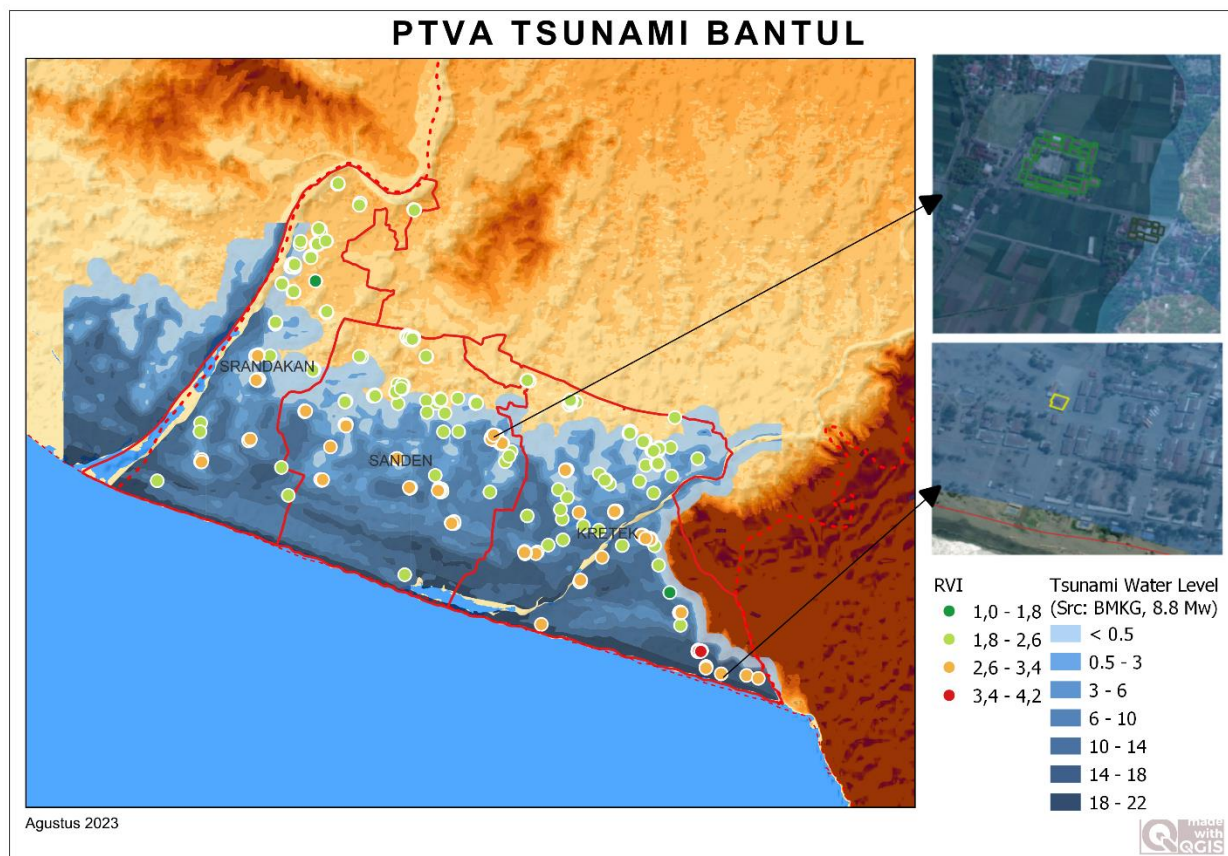 PTVA TSUNAMI BANTUL
SRANDAKAN
SANDEN
KRETEK
RVI
1,0 - 1,8
1,8 - 2,6
2,6 - 3,4
3,4 - 4,2
Tsunami Water Level
(Src: BMKG, 8.8 Mw)
< 0.5
0.5 - 3
3 - 6
6 - 10
10 - 14
14 - 18
18 - 22
Agustus 2023
made
with
QGIS